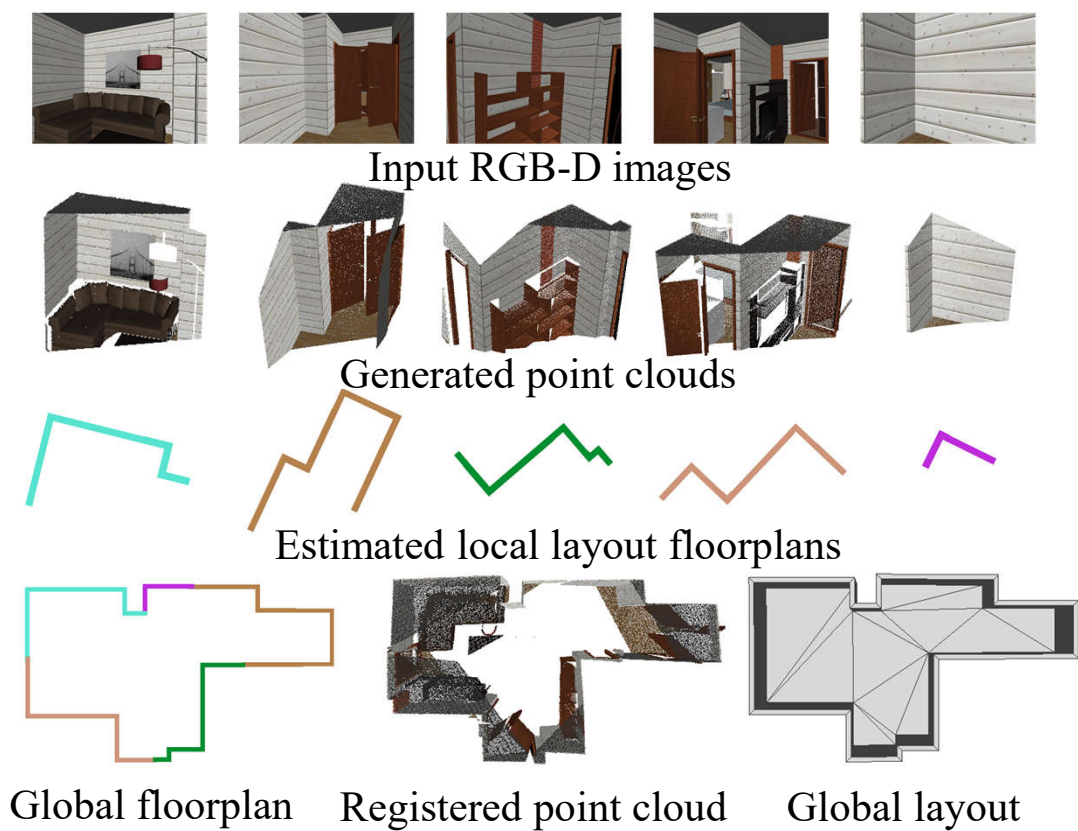 Input RGB-D images
Generated point clouds
Estimated local layout floorplans
Global floorplan
Registered point cloud
Global layout